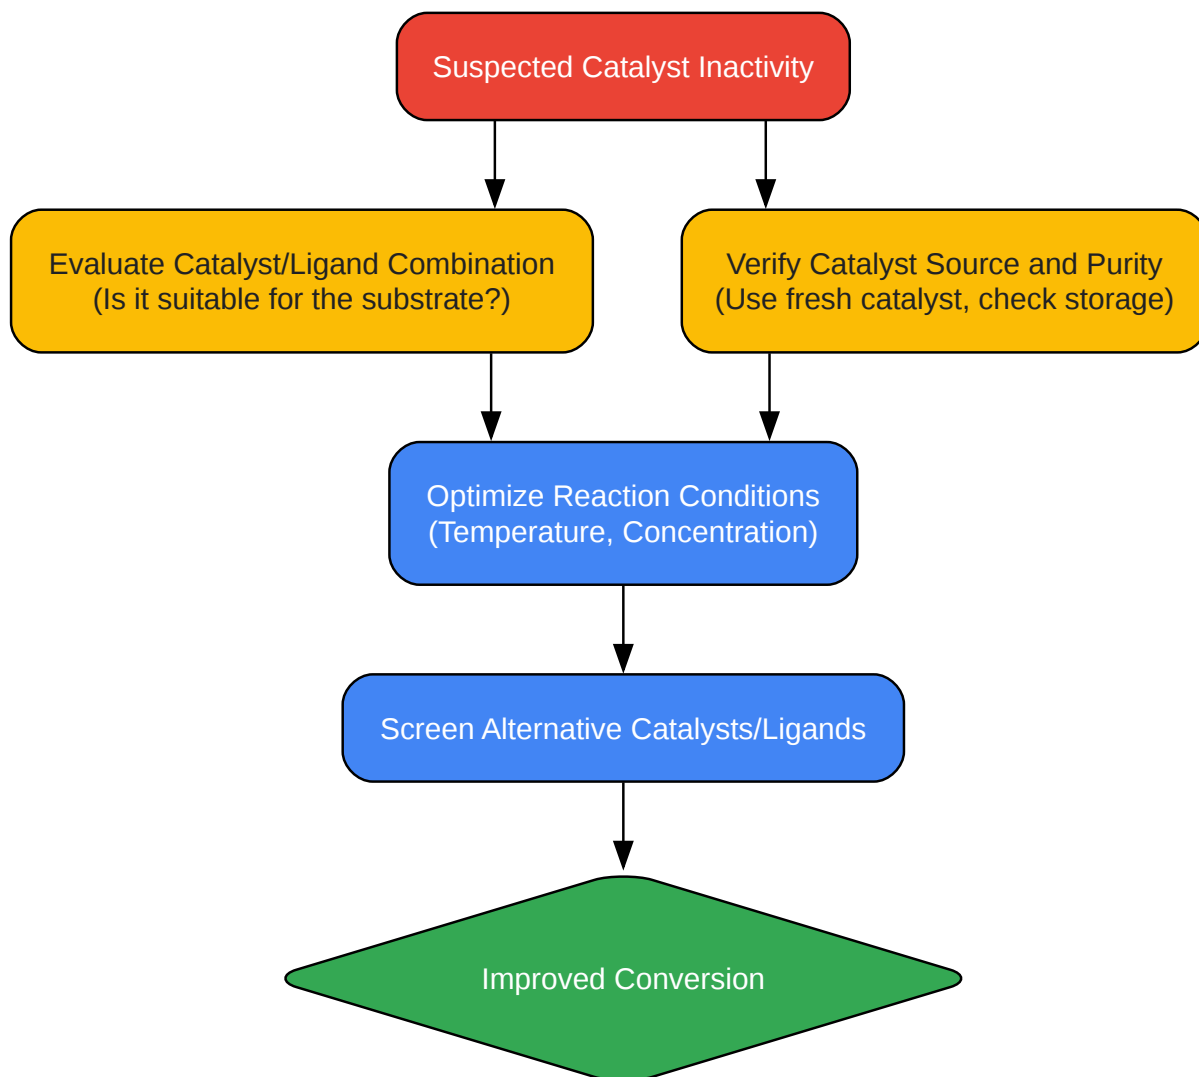 Suspected Catalyst Inactivity
Evaluate Catalyst/Ligand Combination
(Is it suitable for the substrate?)
Verify Catalyst Source and Purity
(Use fresh catalyst, check storage)
Optimize Reaction Conditions
(Temperature, Concentration)
Screen Alternative Catalysts/Ligands
Improved Conversion